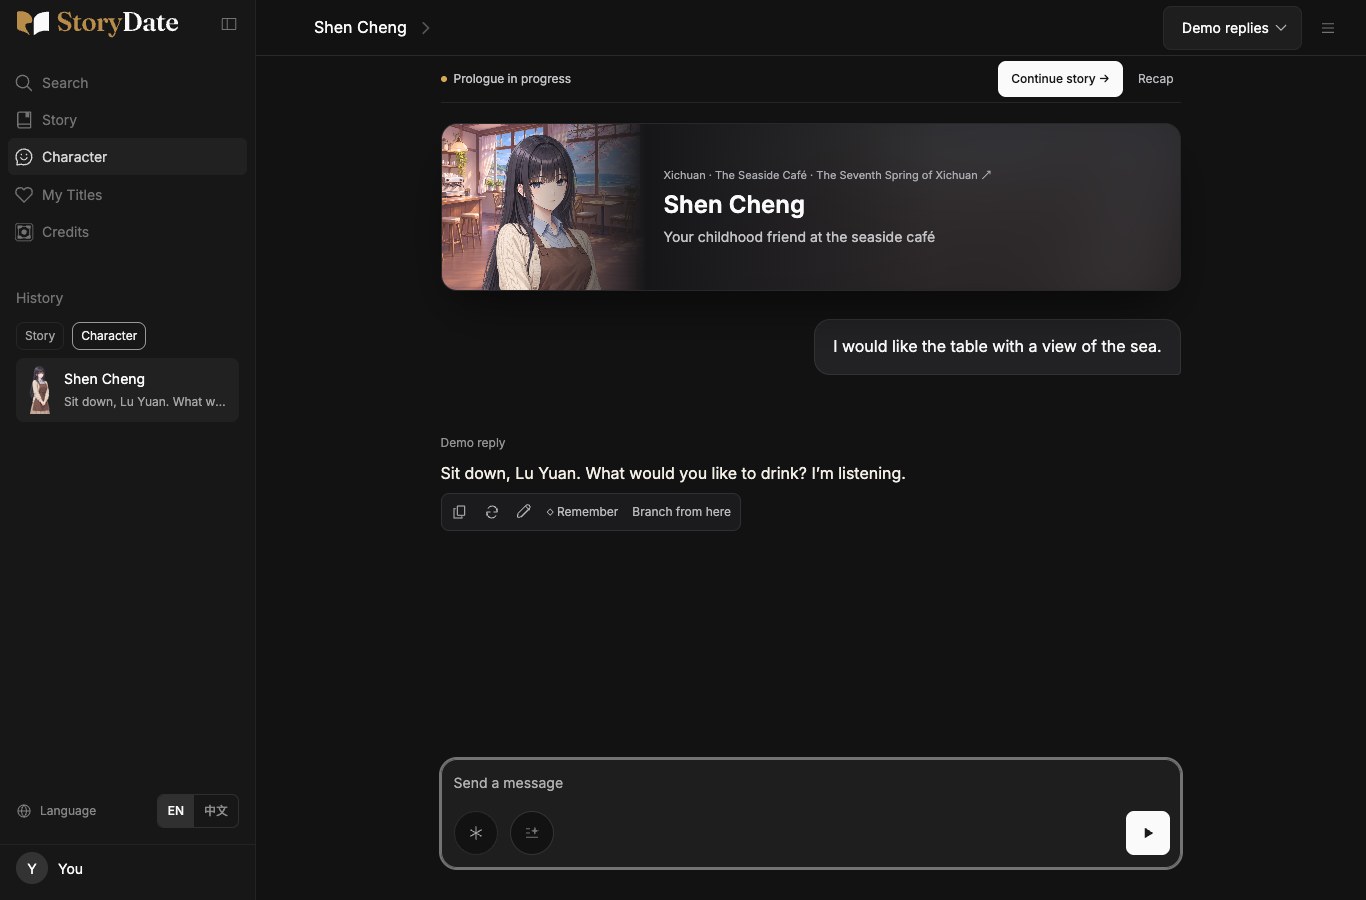 StoryDate
Search
Story
Character
My Titles
Credits
History
Story
Character
Shen Cheng
Sit down, Lu Yuan. What w...
Language
EN
中文
Y
You
Shen Cheng
Demo replies
Prologue in progress
Continue story →
Recap
Xichuan · The Seaside Café · The Seventh Spring of Xichuan ↗
Shen Cheng
Your childhood friend at the seaside café
I would like the table with a view of the sea.
Demo reply
Sit down, Lu Yuan. What would you like to drink? I’m listening.
◇ Remember
Branch from here
Send a message